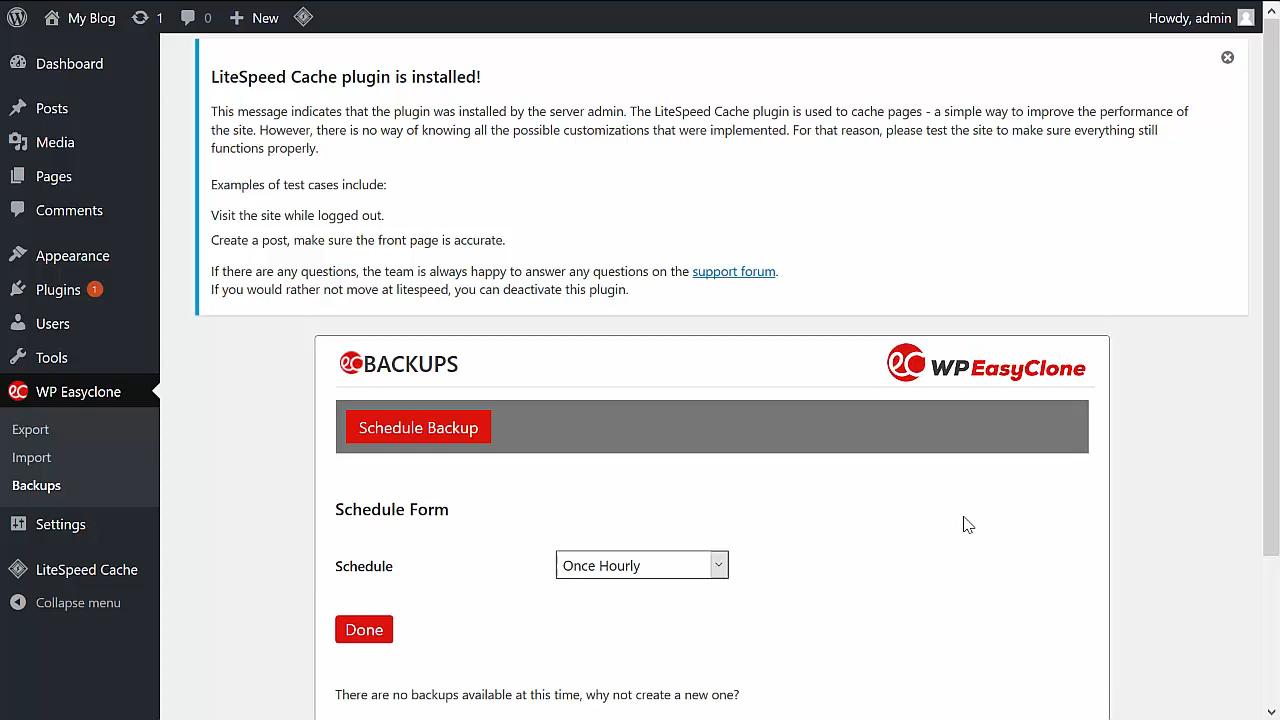 My Blog 1 0 New Howdy, admin
Dashboard
Posts
Media
Pages
Comments
Appearance
Plugins 1
Users
Tools
WP Easyclone
Export
Import
Backups
Settings
LiteSpeed Cache
Collapse menu
LiteSpeed Cache plugin is installed!
This message indicates that the plugin was installed by the server admin. The LiteSpeed Cache plugin is used to cache pages - a simple way to improve the performance of
the site. However, there is no way of knowing all the possible customizations that were implemented. For that reason, please test the site to make sure everything still
functions properly.
Examples of test cases include:
Visit the site while logged out.
Create a post, make sure the front page is accurate.
If there are any questions, the team is always happy to answer any questions on the support forum.
If you would rather not move at litespeed, you can deactivate this plugin.
ec BACKUPS ec WP EasyClone
Schedule Backup
Schedule Form
Schedule Once Hourly
Done
There are no backups available at this time, why not create a new one?